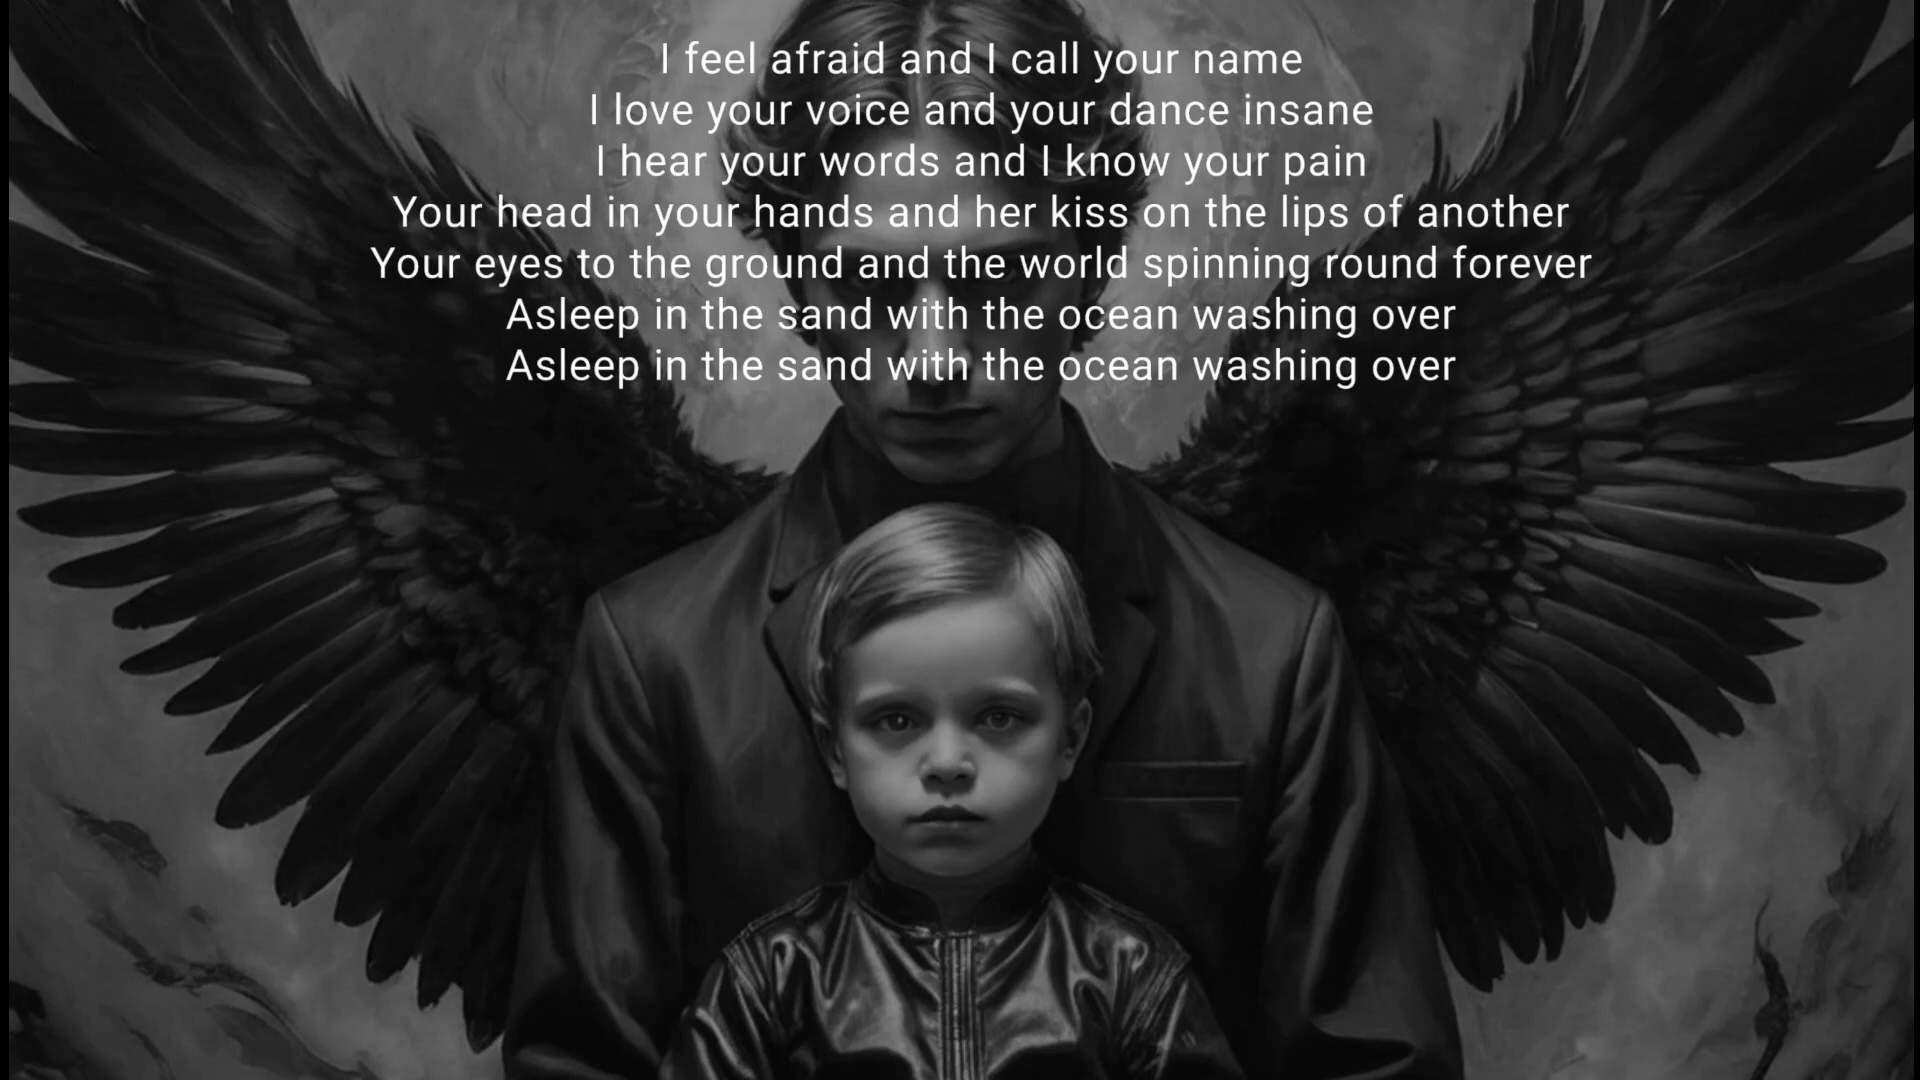 I feel afraid and I call your name
I love your voice and your dance insane
I hear your words and I know your pain
Your head in your hands and her kiss on the lips of another
Your eyes to the ground and the world spinning round forever
Asleep in the sand with the ocean washing over
Asleep in the sand with the ocean washing over